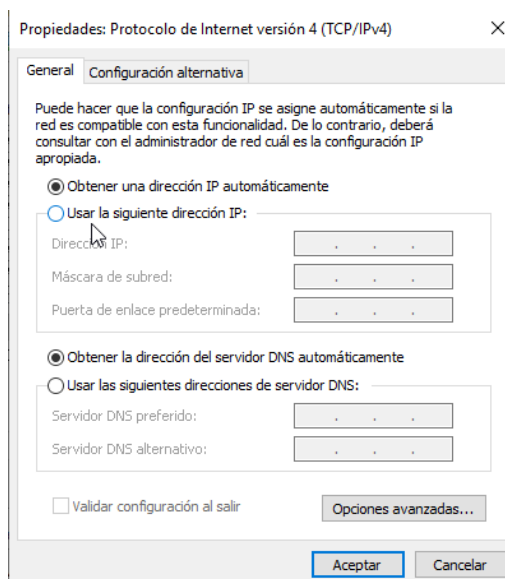 Propiedades: Protocolo de Internet versión 4 (TCP/IPv4)
General
Configuración alternativa
Puede hacer que la configuración IP se asigne automáticamente si la
red es compatible con esta funcionalidad. De lo contrario, deberá
consultar con el administrador de red cuál es la configuración IP
apropiada.
Obtener una dirección IP automáticamente
Usar la siguiente dirección IP:
Dirección IP:
Máscara de subred:
Puerta de enlace predeterminada:
Obtener la dirección del servidor DNS automáticamente
Usar las siguientes direcciones de servidor DNS:
Servidor DNS preferido:
Servidor DNS alternativo:
Validar configuración al salir
Opciones avanzadas...
Aceptar
Cancelar